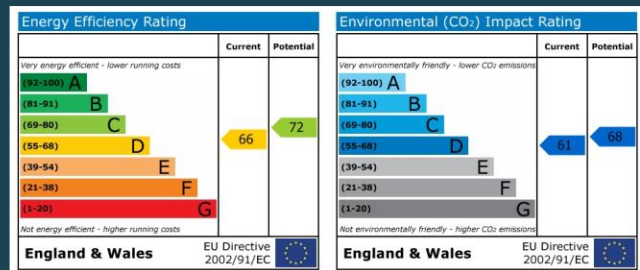 Energy Efficiency Rating
Current Potential
Very energy efficient - lower running costs
(92-100) A
(81-91) B
(69-80) C
(55-68) D
(39-54) E
(21-38) F
(1-20) G
66
72
Not energy efficient - higher running costs
England & Wales
EU Directive
2002/91/EC
Environmental (CO₂) Impact Rating
Current Potential
Very environmentally friendly - lower CO₂ emissions
(92-100) A
(81-91) B
(69-80) C
(55-68) D
(39-54) E
(21-38) F
(1-20) G
61
68
Not environmentally friendly - higher CO₂ emissions
England & Wales
EU Directive
2002/91/EC